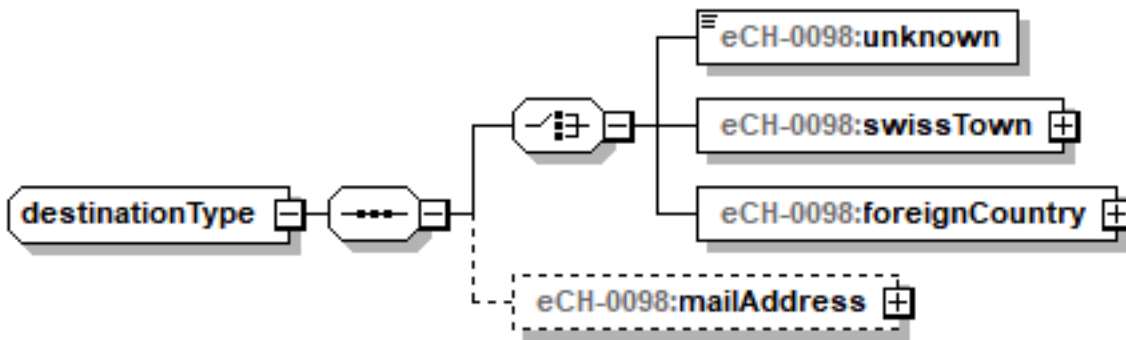 eCH-0098:unknown
eCH-0098:swissTown
destinationType
eCH-0098:foreignCountry
eCH-0098:mailAddress